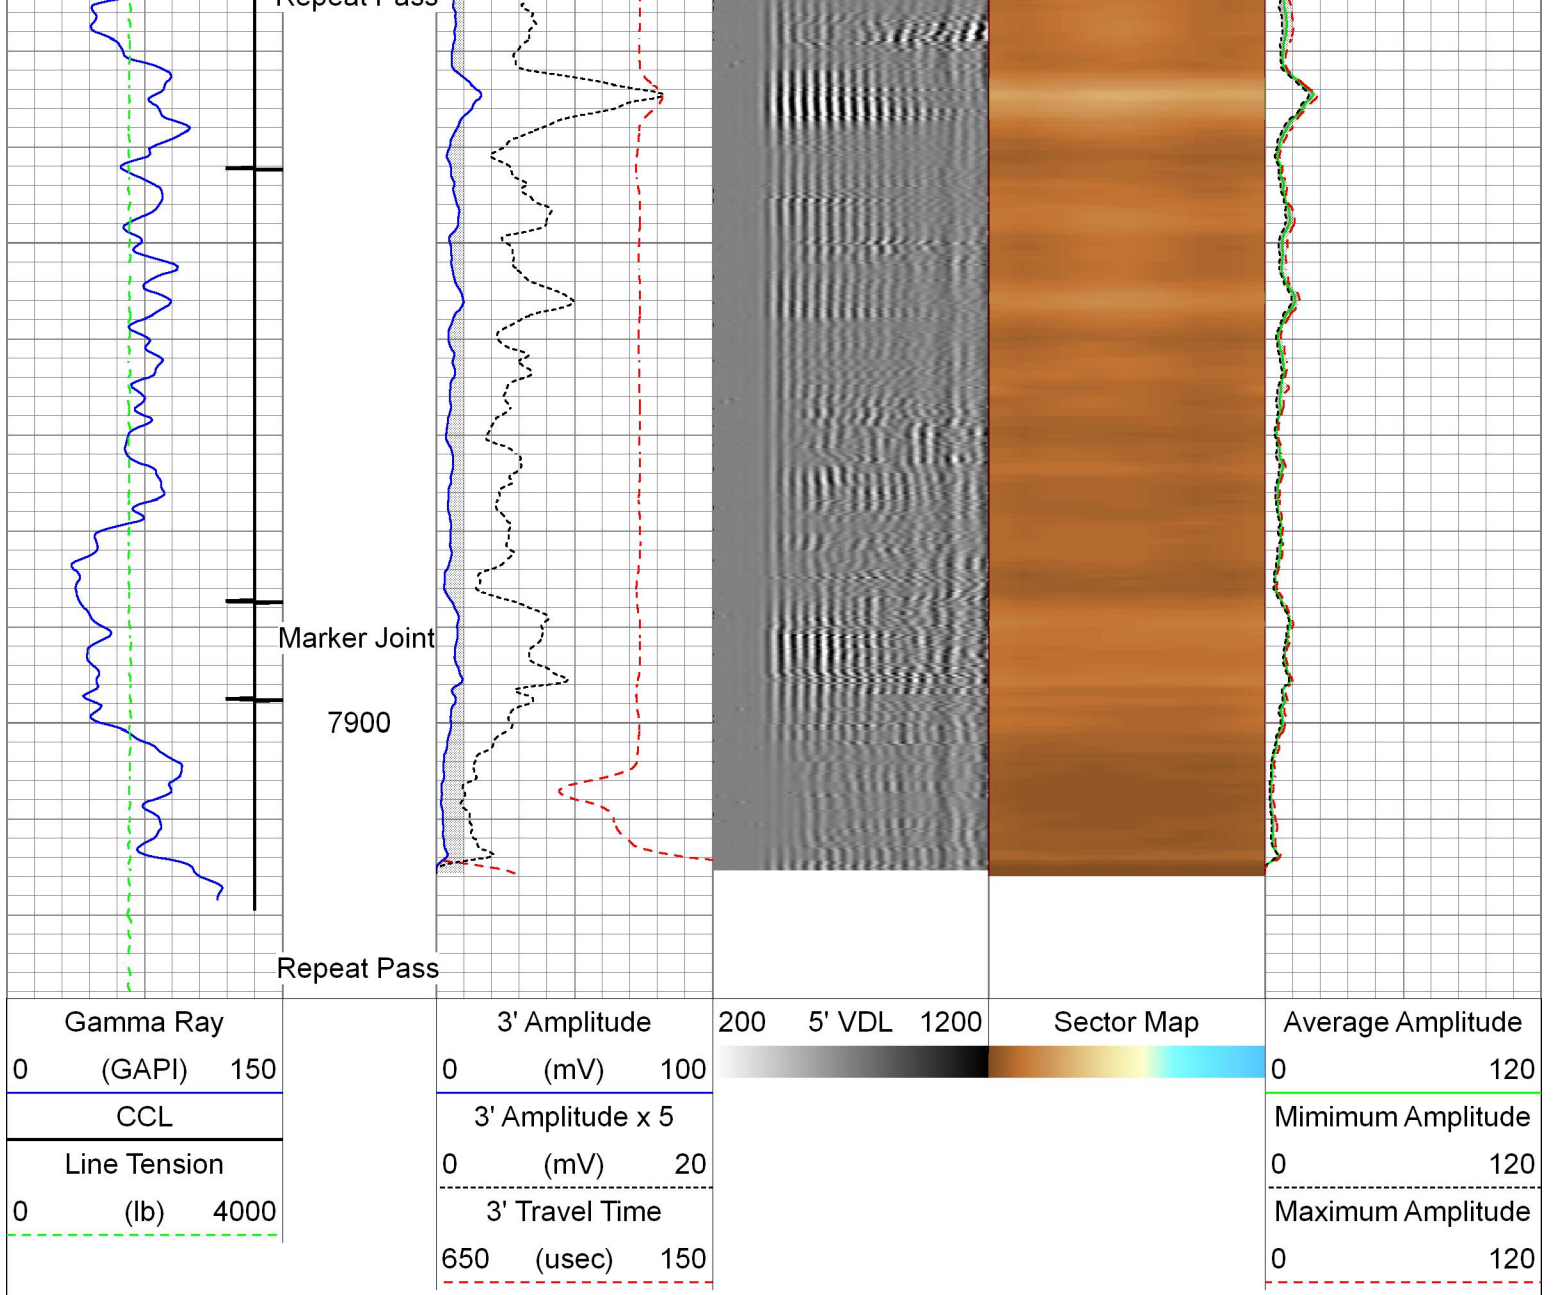 Repeat Pass
Marker Joint
7900
Repeat Pass
Gamma Ray
0 (GAPI) 150
CCL
Line Tension
0 (lb) 4000
3' Amplitude
0 (mV) 100
3' Amplitude x 5
0 (mV) 20
3' Travel Time
650 (usec) 150
200 5' VDL 1200
Sector Map
Average Amplitude
0 120
Mimimum Amplitude
0 120
Maximum Amplitude
0 120